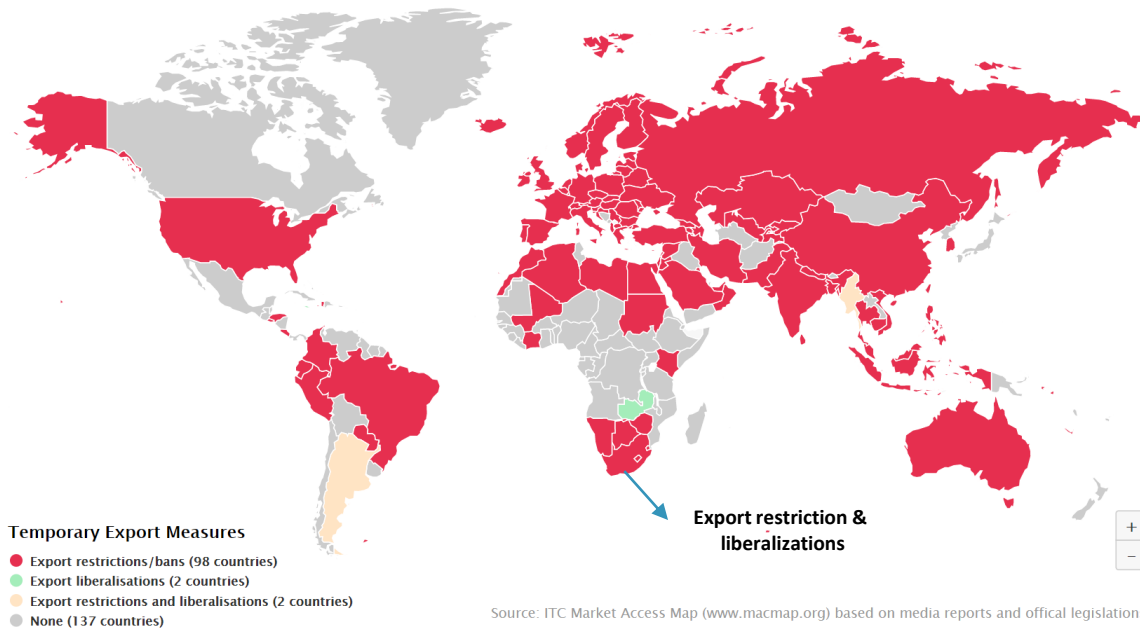 Export restriction &
liberalizations
Temporary Export Measures
Export restrictions/bans (98 countries)
Export liberalisations (2 countries)
Export restrictions and liberalisations (2 countries)
None (137 countries)
Source: ITC Market Access Map (www.macmap.org) based on media reports and offical legislation
+
−